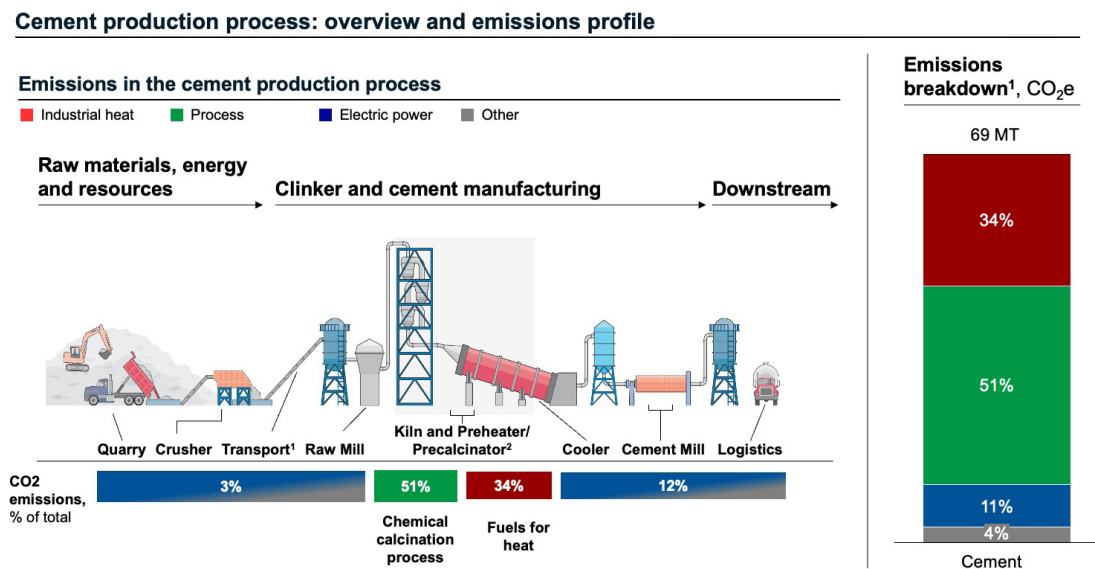 Cement production process: overview and emissions profile
Emissions in the cement production process
Industrial heat
Process
Electric power
Other
Raw materials, energy
and resources
Clinker and cement manufacturing
Downstream
Quarry
Crusher
Transport¹
Raw Mill
Kiln and Preheater/
Precalcinator²
Cooler
Cement Mill
Logistics
CO2
emissions,
% of total
3%
51%
34%
12%
Chemical
calcination
process
Fuels for
heat
Emissions
breakdown¹, CO₂e
69 MT
34%
51%
11%
4%
Cement